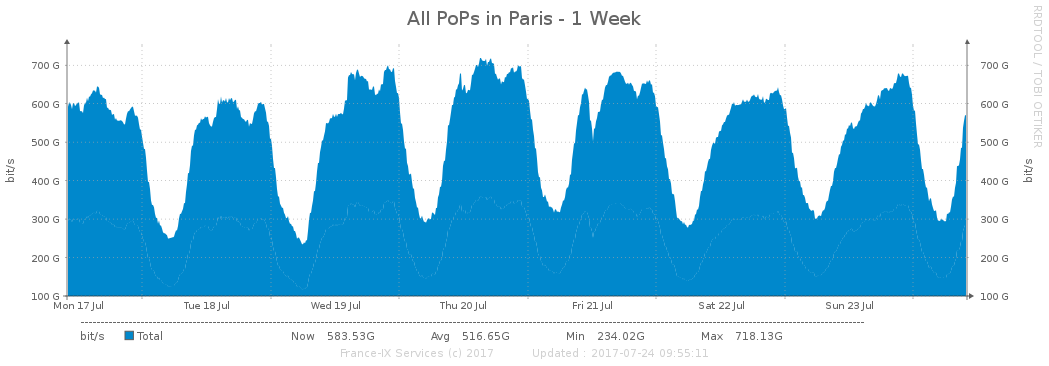 All PoPs in Paris - 1 Week
RRDTOOL / TOBI OETIKER
bit/s
700 G
600 G
500 G
400 G
300 G
200 G
100 G
700 G
600 G
500 G
400 G
300 G
200 G
100 G
bit/s
Mon 17 Jul Tue 18 Jul Wed 19 Jul Thu 20 Jul Fri 21 Jul Sat 22 Jul Sun 23 Jul
bit/s Total Now 583.53G Avg 516.65G Min 234.02G Max 718.13G
France-IX Services (c) 2017 Updated : 2017-07-24 09:55:11